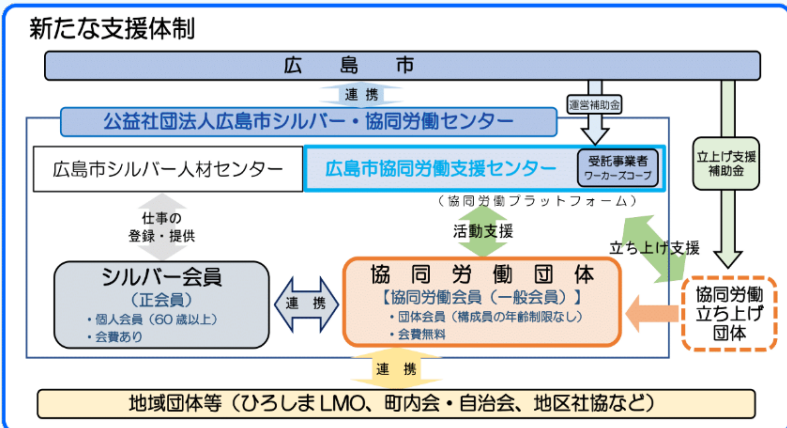 新たな支援体制
広島市
連携
運営補助金
公益社団法人広島市シルバー・協同労働センター
立上げ支援
補助金
広島市シルバー人材センター
広島市協同労働支援センター
受託事業者
ワーカーズコープ
(協同労働プラットフォーム)
仕事の
登録・提供
活動支援
立ち上げ支援
シルバー会員
(正会員)
・個人会員(60歳以上)
・会費あり
連携
協同労働団体
【協同労働会員(一般会員)】
・団体会員(構成員の年齢制限なし)
・会費無料
協同労働
立ち上げ
団体
連携
地域団体等(ひろしまLMO、町内会・自治会、地区社協など)